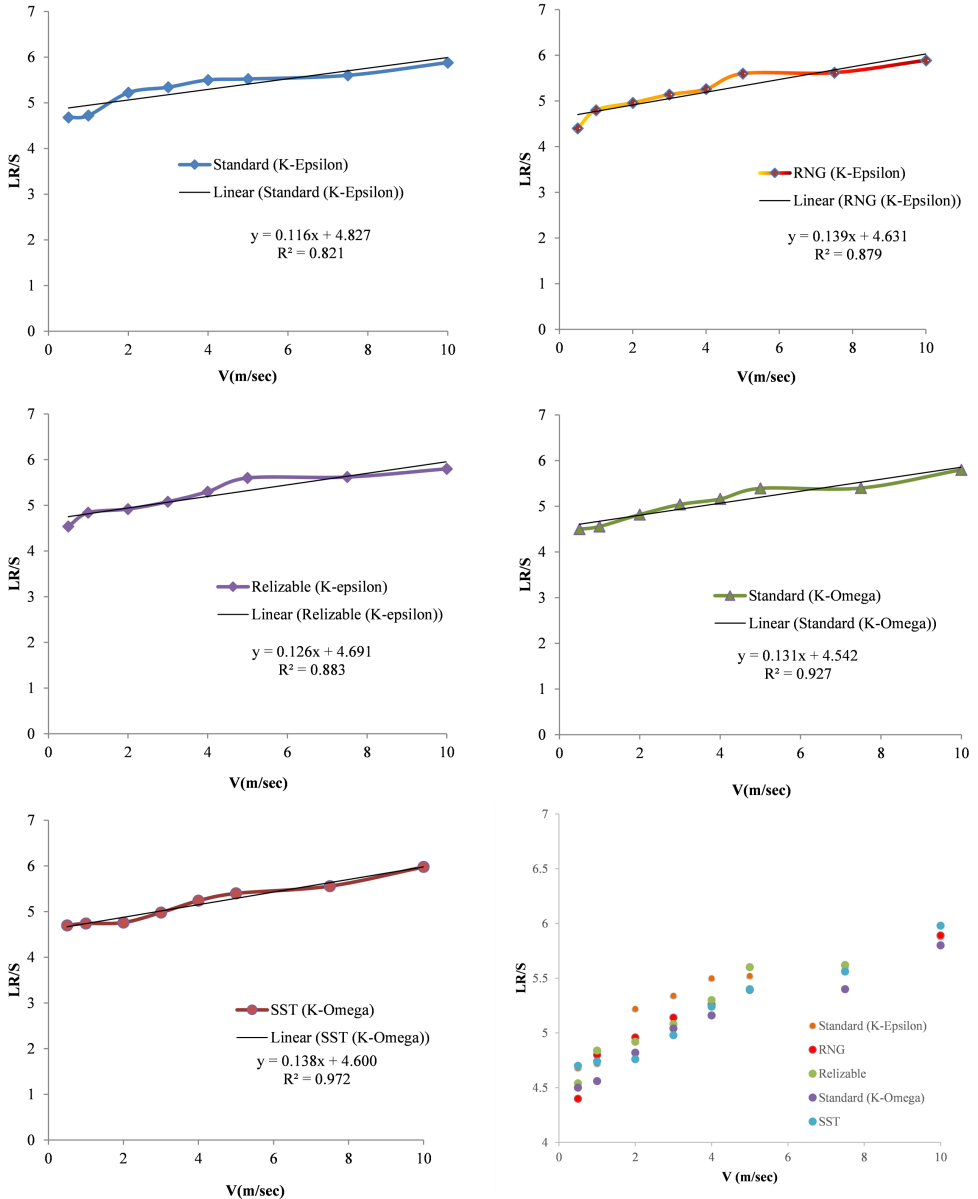 7
6
5
4
3
2
1
0
LR/S
Standard (K-Epsilon)
Linear (Standard (K-Epsilon))
y = 0.116x + 4.827
R² = 0.821
0 2 4 6 8 10
V(m/sec)
7
6
5
4
3
2
1
0
LR/S
RNG (K-Epsilon)
Linear (RNG (K-Epsilon))
y = 0.139x + 4.631
R² = 0.879
0 2 4 6 8 10
V(m/sec)
7
6
5
4
3
2
1
0
LR/S
Relizable (K-epsilon)
Linear (Relizable (K-epsilon))
y = 0.126x + 4.691
R² = 0.883
0 2 4 6 8 10
V(m/sec)
7
6
5
4
3
2
1
0
LR/S
Standard (K-Omega)
Linear (Standard (K-Omega))
y = 0.131x + 4.542
R² = 0.927
0 2 4 6 8 10
V(m/sec)
7
6
5
4
3
2
1
0
LR/S
SST (K-Omega)
Linear (SST (K-Omega))
y = 0.138x + 4.600
R² = 0.972
0 2 4 6 8 10
V(m/sec)
7
6.5
6
5.5
5
4.5
4
LR/S
Standard (K-Epsilon)
RNG
Relizable
Standard (K-Omega)
SST
0 2 4 6 8 10
V (m/sec)